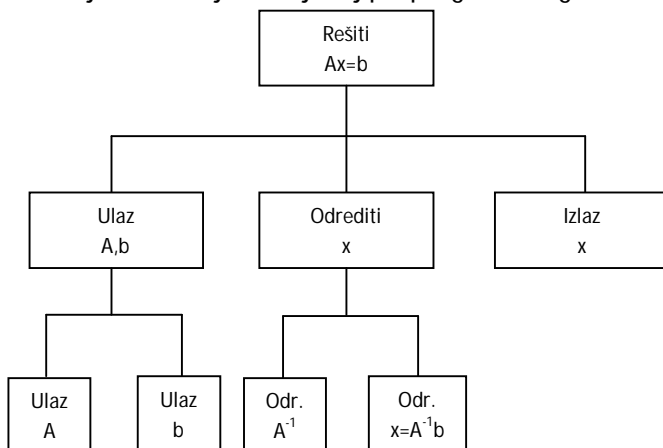 Rešiti
Ax=b
Ulaz
A,b
Odrediti
x
Izlaz
x
Ulaz
A
Ulaz
b
Odr.
A⁻¹
Odr.
x=A⁻¹b